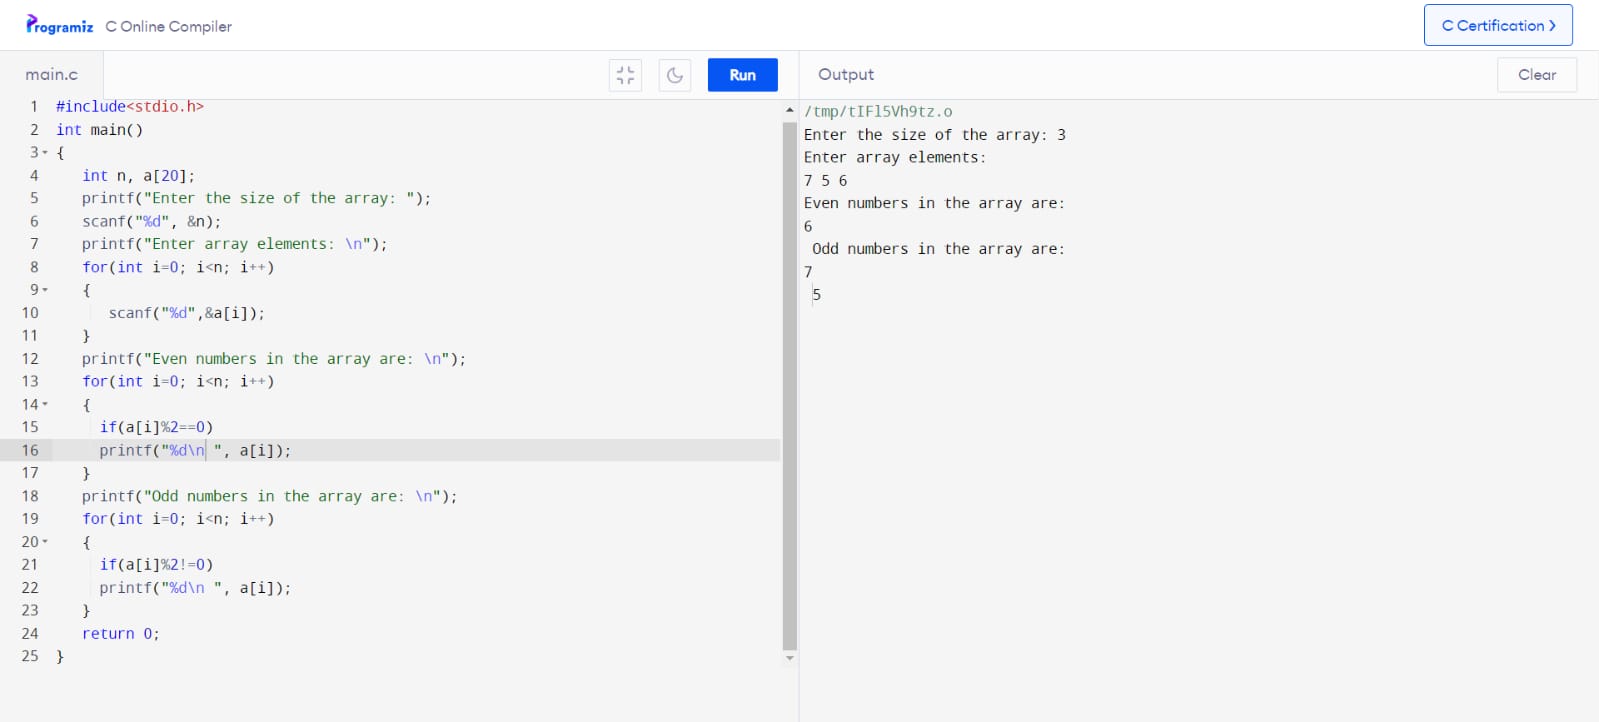 Programiz C Online Compiler
C Certification >
main.c
Run
Output
Clear
1 #include<stdio.h>
2 int main()
3 {
4 int n, a[20];
5 printf("Enter the size of the array: ");
6 scanf("%d", &n);
7 printf("Enter array elements: \n");
8 for(int i=0; i<n; i++)
9 {
10 scanf("%d",&a[i]);
11 }
12 printf("Even numbers in the array are: \n");
13 for(int i=0; i<n; i++)
14 {
15 if(a[i]%2==0)
16 printf("%d\n ", a[i]);
17 }
18 printf("Odd numbers in the array are: \n");
19 for(int i=0; i<n; i++)
20 {
21 if(a[i]%2!=0)
22 printf("%d\n ", a[i]);
23 }
24 return 0;
25 }
/tmp/tIFl5Vh9tz.o
Enter the size of the array: 3
Enter array elements:
7 5 6
Even numbers in the array are:
6
Odd numbers in the array are:
7
5